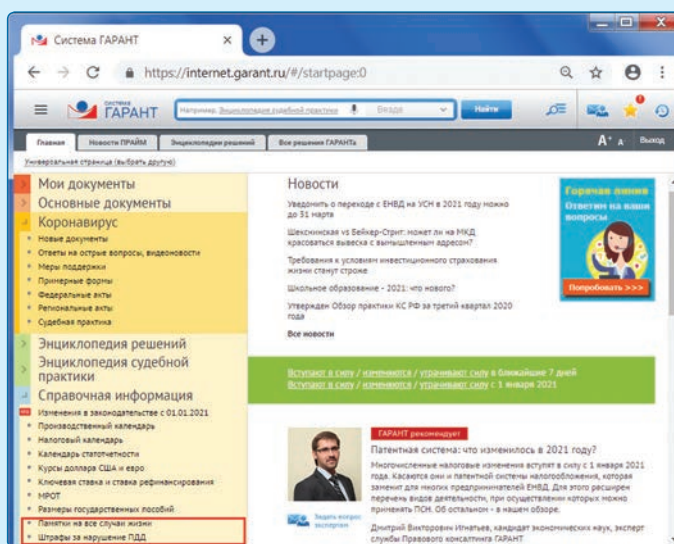 Система ГАРАНТ
https://internet.garant.ru/#/startpage:0
СИСТЕМА
ГАРАНТ
Например, Энциклопедия судебной практики
Везде
Найти
Главная
Новости ПРАЙМ
Энциклопедия решений
Все решения ГАРАНТа
А+ А-
Выход
Универсальная страница (выбрать другую)
Мои документы
Основные документы
Коронавирус
Новые документы
Ответы на острые вопросы, видеоновости
Меры поддержки
Примерные формы
Федеральные акты
Региональные акты
Судебная практика
Энциклопедия решений
Энциклопедия судебной
практики
Справочная информация
Изменения в законодательстве с 01.01.2021
Производственный календарь
Налоговый календарь
Календарь статотчетности
Курсы доллара США и евро
Ключевая ставка и ставка рефинансирования
МРОТ
Размеры государственных пособий
Памятки на все случаи жизни
Штрафы за нарушение ПДД
Новости
Уведомить о переходе с ЕНВД на УСН в 2021 году можно
до 31 марта
Шекснинская vs Бейкер-Стрит: может ли на МКД
красоваться вывеска с вымышленным адресом?
Требования к условиям инвестиционного страхования
жизни станут строже
Школьное образование - 2021: что нового?
Утвержден Обзор практики КС РФ за третий квартал 2020
года
Все новости
Горячая линия
Ответим на ваши
вопросы
Попробовать >>>
Вступают в силу / изменяются / утрачивают силу в ближайшие 7 дней
Вступают в силу / изменяются / утрачивают силу с 1 января 2021
Задать вопрос
экспертам
ГАРАНТ рекомендует
Патентная система: что изменилось в 2021 году?
Многочисленные налоговые изменения вступят в силу с 1 января 2021
года. Касаются они и патентной системы налогообложения, которая
заменит для многих предпринимателей ЕНВД. Для этого расширен
перечень видов деятельности, при осуществлении которых можно
применять ПСН. Об остальном - в нашем обзоре.
Дмитрий Викторович Игнатьев, кандидат экономических наук, эксперт
службы Правового консалтинга ГАРАНТ